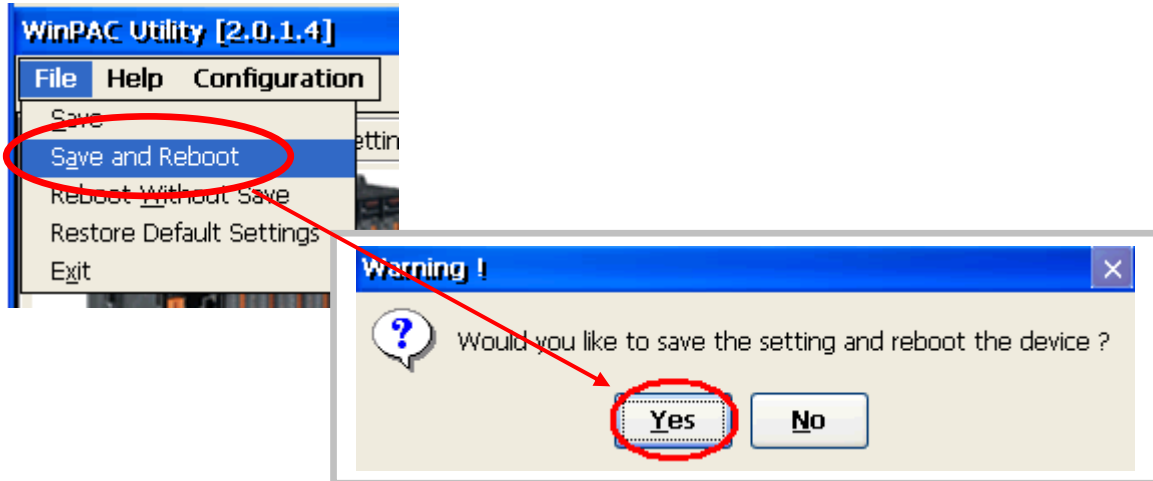 WinPAC Utility [2.0.1.4]
File Help Configuration
Save
Save and Reboot
Reboot Without Save
Restore Default Settings
Exit
Warning !
Would you like to save the setting and reboot the device ?
Yes No